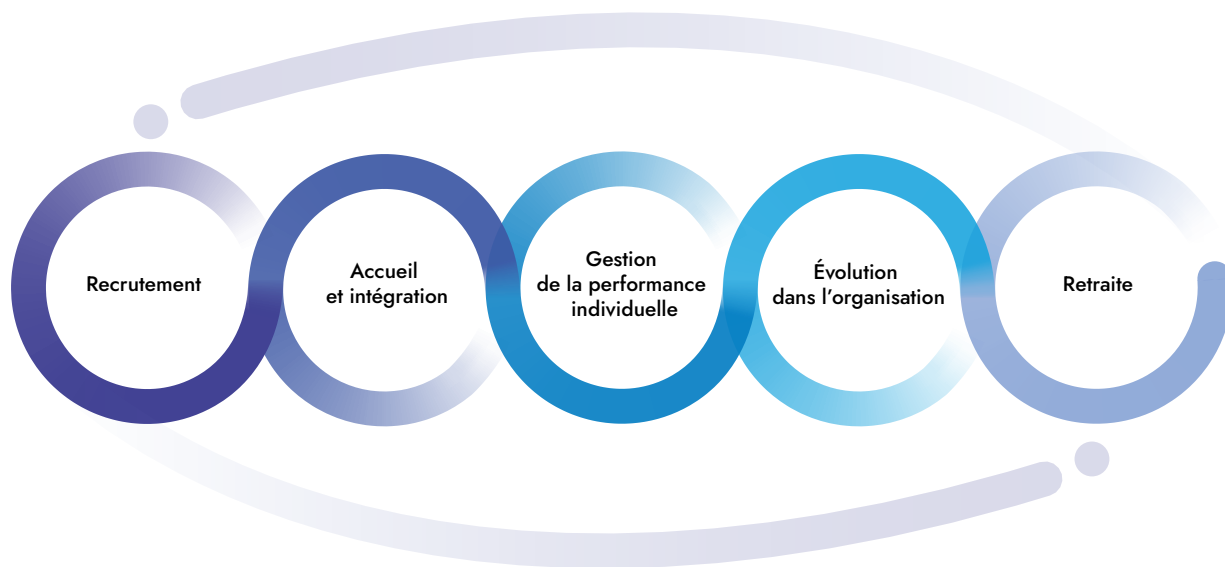 Recrutement
Accueil
et intégration
Gestion
de la performance
individuelle
Évolution
dans l’organisation
Retraite